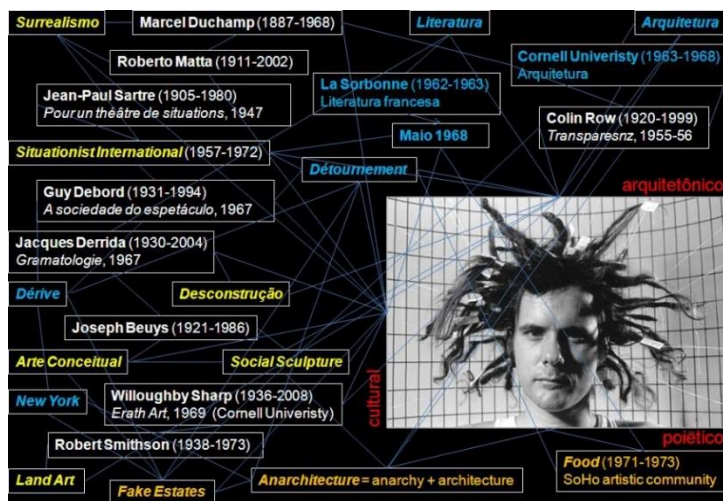 Surrealismo
Marcel Duchamp (1887-1968)
Literatura
Arquitetura
Roberto Matta (1911-2002)
Cornell Univeristy (1963-1968)
Arquitetura
La Sorbonne (1962-1963)
Literatura francesa
Jean-Paul Sartre (1905-1980)
Pour un théâtre de situations, 1947
Colin Row (1920-1999)
Transparesnz, 1955-56
Maio 1968
Situationist International (1957-1972)
Détournement
arquitetônico
Guy Debord (1931-1994)
A sociedade do espetáculo, 1967
Jacques Derrida (1930-2004)
Gramatologie, 1967
Dérive
Desconstrução
Joseph Beuys (1921-1986)
Arte Conceitual
Social Sculpture
cultural
New York
Willoughby Sharp (1936-2008)
Erath Art, 1969 (Cornell Univeristy)
poiëtico
Robert Smithson (1938-1973)
Land Art
Fake Estates
Anarchitecture = anarchy + architecture
Food (1971-1973)
SoHo artistic community